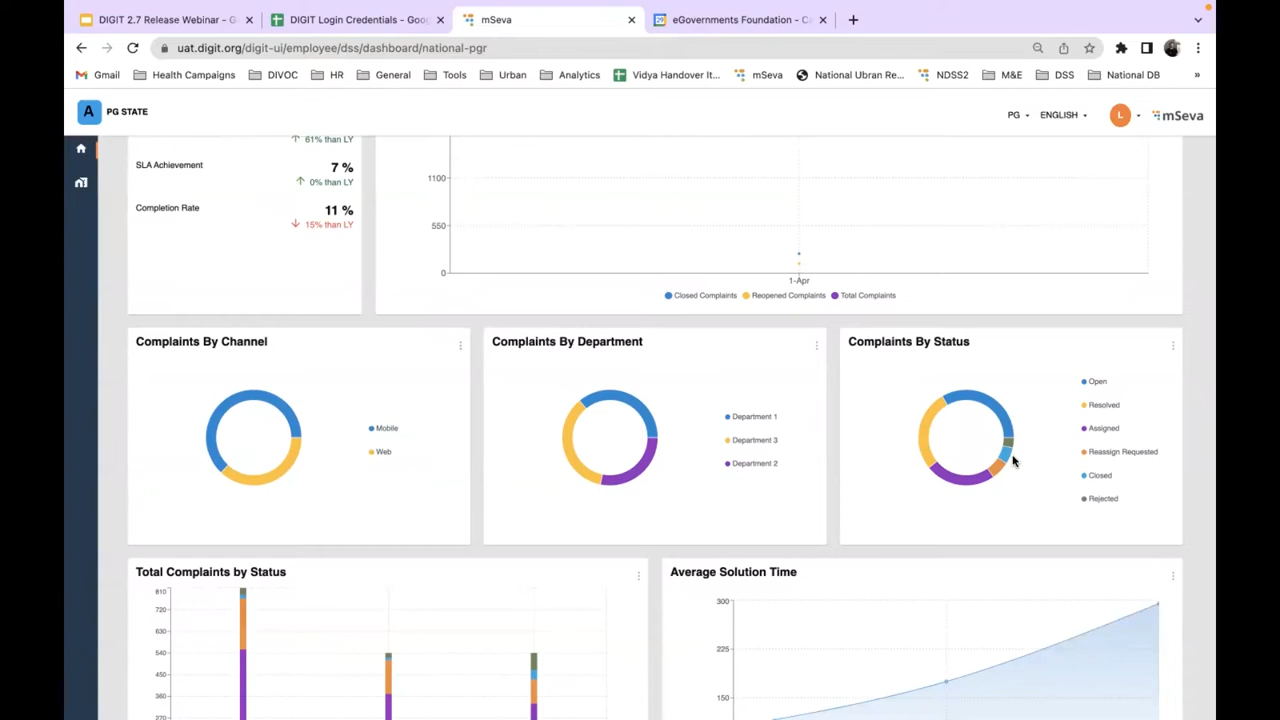 DIGIT 2.7 Release Webinar - G
DIGIT Login Credentials - Goo
mSeva
eGovernments Foundation - Ca
uat.digit.org/digit-ui/employee/dss/dashboard/national-pgr
Gmail
Health Campaigns
DIVOC
HR
General
Tools
Urban
Analytics
Vidya Handover It...
mSeva
National Ubran Re...
NDSS2
M&E
DSS
National DB
»
A
PG STATE
PG
ENGLISH
L
mSeva
61% than LY
SLA Achievement
7 %
0% than LY
Completion Rate
11 %
15% than LY
1100
550
0
1-Apr
Closed Complaints
Reopened Complaints
Total Complaints
Complaints By Channel
Mobile
Web
Complaints By Department
Department 1
Department 3
Department 2
Complaints By Status
Open
Resolved
Assigned
Reassign Requested
Closed
Rejected
Total Complaints by Status
810
720
630
540
450
360
270
Average Solution Time
300
225
150